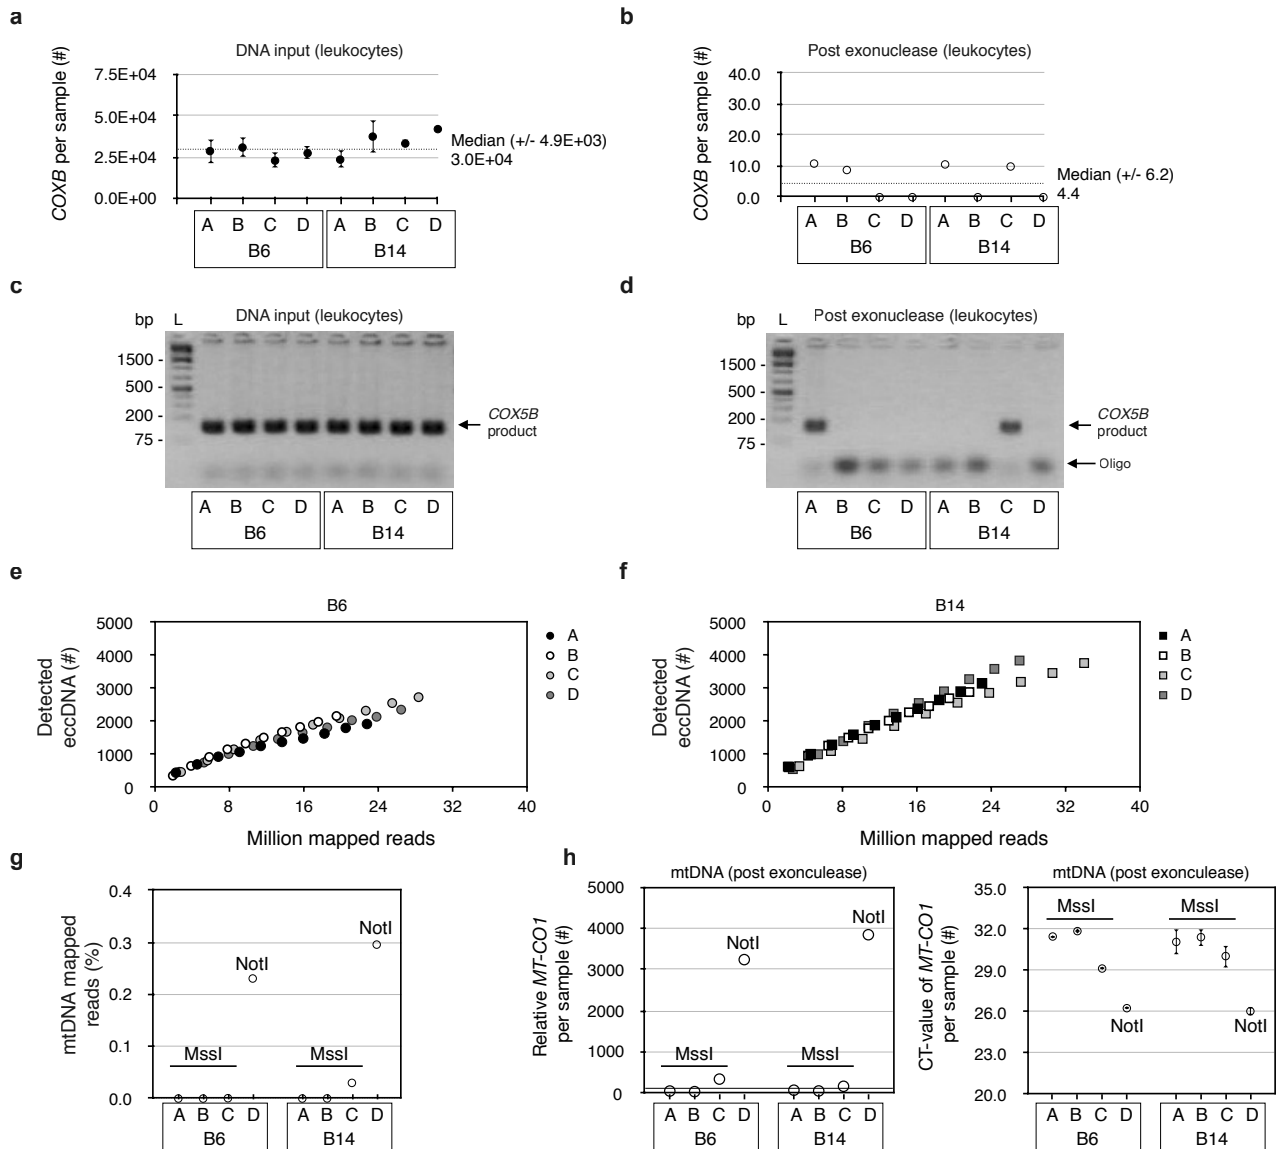 a
DNA input (leukocytes)
COXB per sample (#)
7.5E+04
5.0E+04
2.5E+04
0.0E+00
Median (+/- 4.9E+03)
3.0E+04
A B C D A B C D
B6 B14
b
Post exonuclease (leukocytes)
COXB per sample (#)
40.0
30.0
20.0
10.0
0.0
Median (+/- 6.2)
4.4
A B C D A B C D
B6 B14
c
bp L DNA input (leukocytes)
1500 -
500 -
200 -
75 -
COX5B
product
A B C D A B C D
B6 B14
d
bp L Post exonuclease (leukocytes)
1500 -
500 -
200 -
75 -
COX5B
product
Oligo
A B C D A B C D
B6 B14
e
B6
Detected
eccDNA (#)
5000
4000
3000
2000
1000
0
0 8 16 24 32 40
Million mapped reads
A
B
C
D
f
B14
Detected
eccDNA (#)
5000
4000
3000
2000
1000
0
0 8 16 24 32 40
Million mapped reads
A
B
C
D
g
mtDNA mapped
reads (%)
0.4
0.3
0.2
0.1
0.0
NotI
NotI
MssI MssI
A B C D A B C D
B6 B14
h
mtDNA (post exonculease)
Relative MT-CO1
per sample (#)
5000
4000
3000
2000
1000
0
NotI
NotI
MssI MssI
A B C D A B C D
B6 B14
mtDNA (post exonculease)
CT-value of MT-CO1
per sample (#)
35.0
32.0
29.0
26.0
23.0
20.0
MssI MssI
NotI NotI
A B C D A B C D
B6 B14